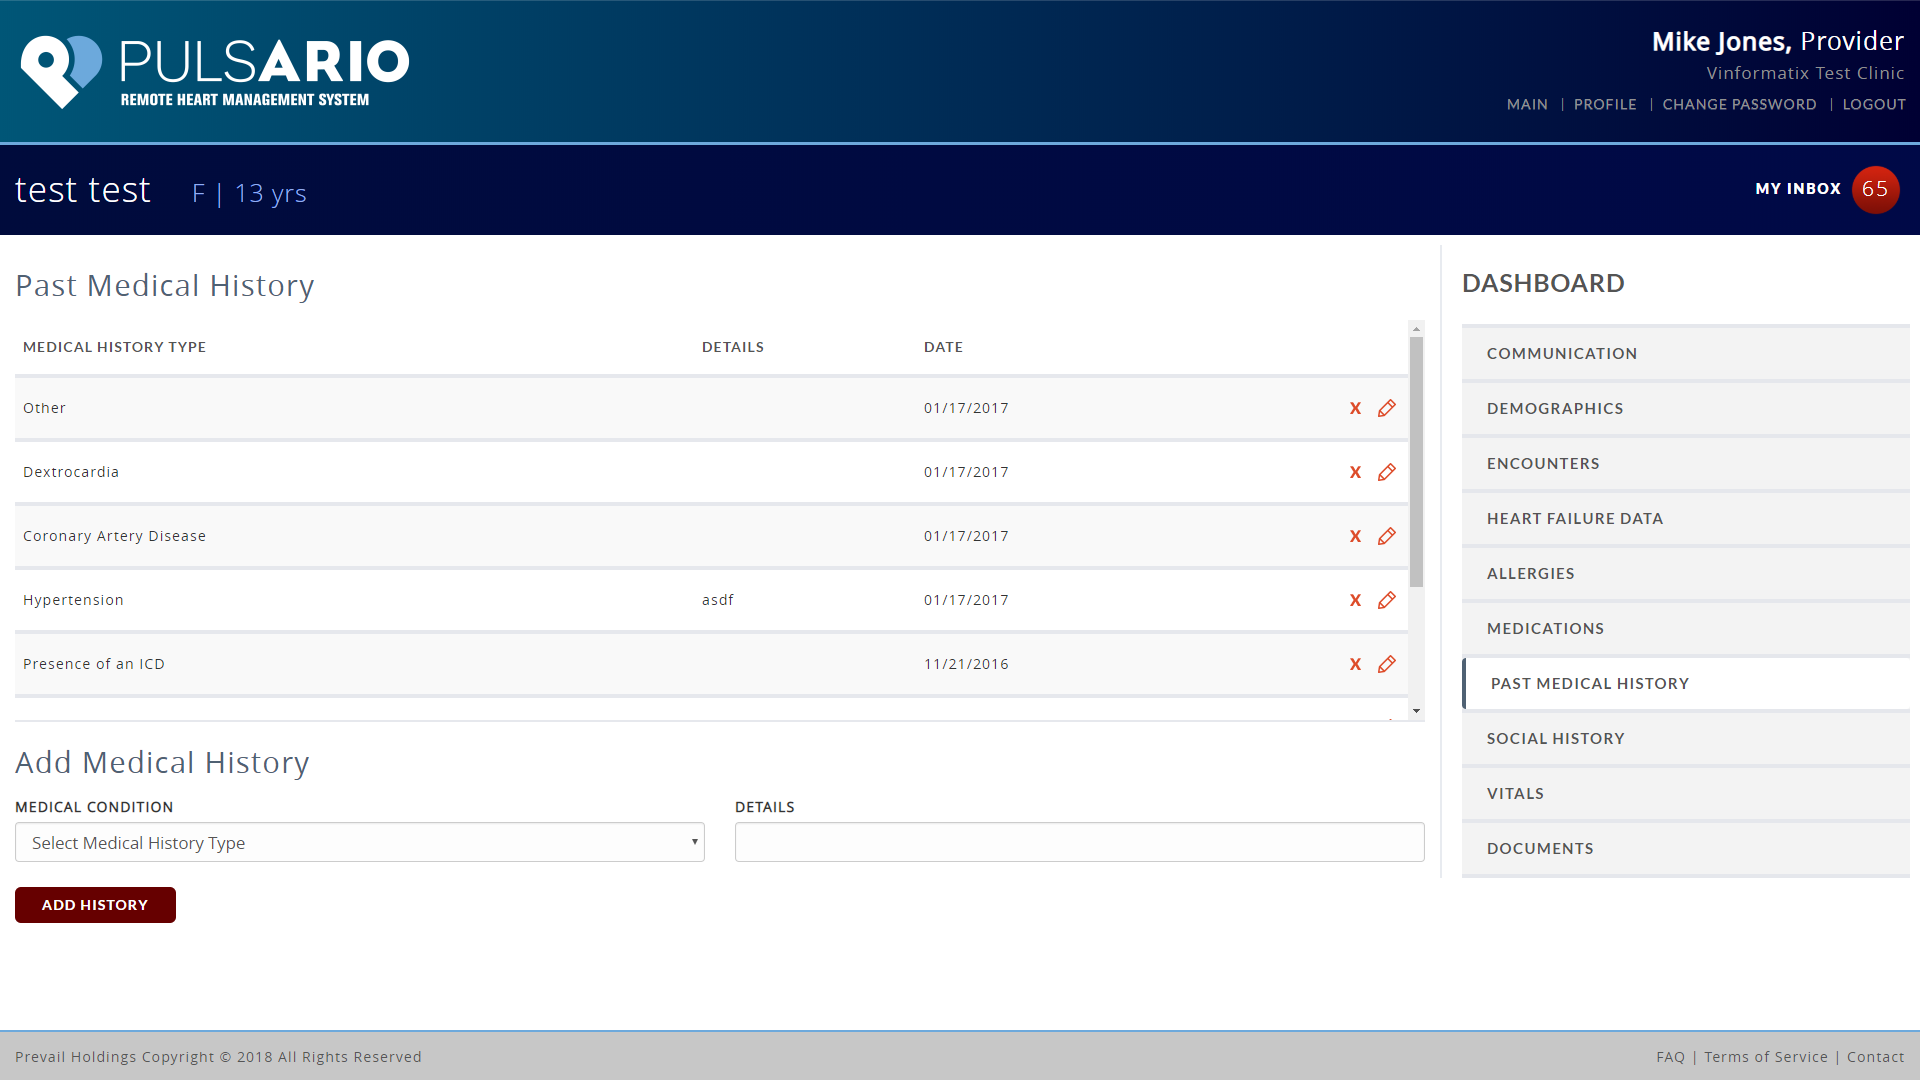 PULSARIO
REMOTE HEART MANAGEMENT SYSTEM
Mike Jones, Provider
Vinformatix Test Clinic
MAIN | PROFILE | CHANGE PASSWORD | LOGOUT
test test F | 13 yrs
MY INBOX 65
Past Medical History
MEDICAL HISTORY TYPE DETAILS DATE
Other 01/17/2017 X
Dextrocardia 01/17/2017 X
Coronary Artery Disease 01/17/2017 X
Hypertension asdf 01/17/2017 X
Presence of an ICD 11/21/2016 X
Add Medical History
MEDICAL CONDITION
Select Medical History Type
DETAILS
ADD HISTORY
DASHBOARD
COMMUNICATION
DEMOGRAPHICS
ENCOUNTERS
HEART FAILURE DATA
ALLERGIES
MEDICATIONS
PAST MEDICAL HISTORY
SOCIAL HISTORY
VITALS
DOCUMENTS
Prevail Holdings Copyright © 2018 All Rights Reserved
FAQ | Terms of Service | Contact